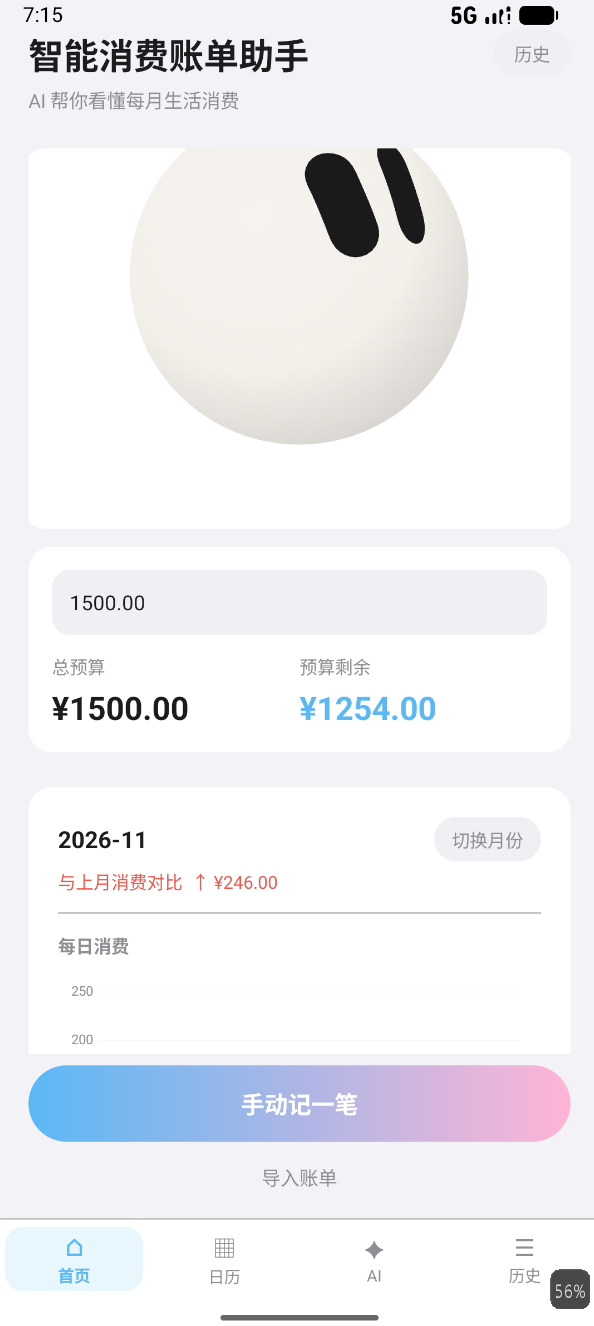 7:15
5G
智能消费账单助手
历史
AI 帮你看懂每月生活消费
1500.00
总预算
预算剩余
¥1500.00
¥1254.00
2026-11
切换月份
与上月消费对比 ↑ ¥246.00
每日消费
250
200
手动记一笔
导入账单
首页
日历
AI
历史
56%